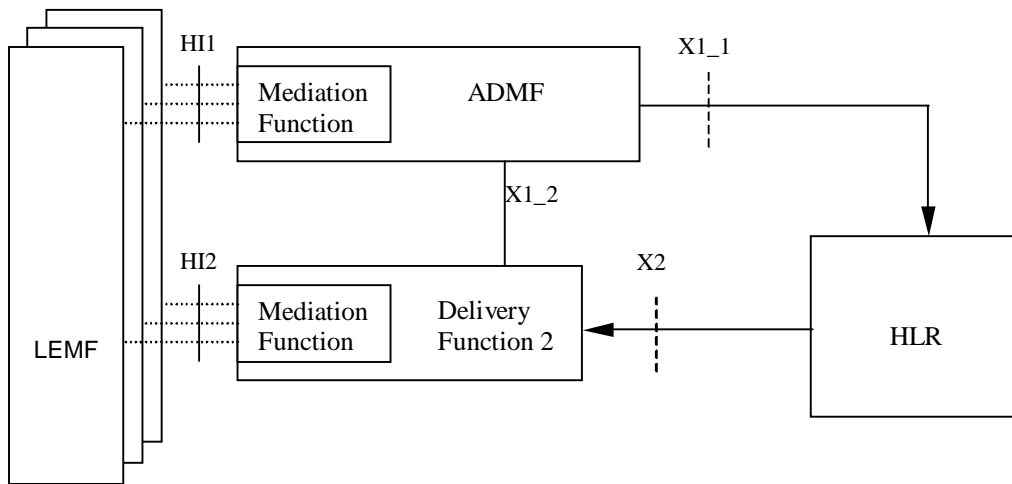 HI1
X1_1
Mediation
Function
ADMF
X1_2
HI2
X2
Mediation
Function
Delivery
Function 2
LEMF
HLR